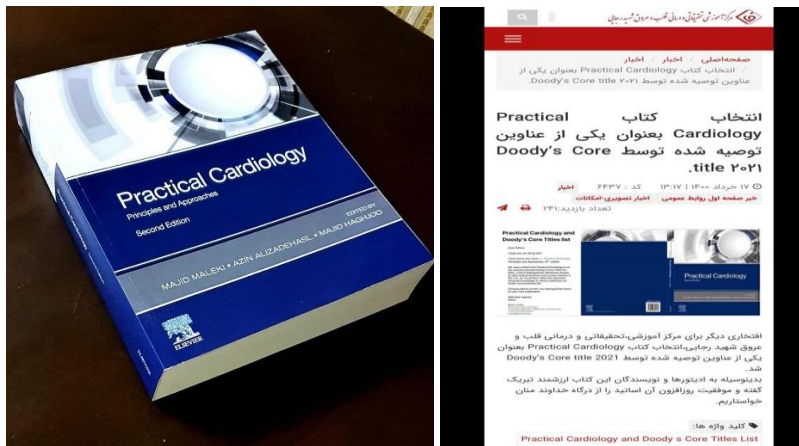 Practical Cardiology
Principles and Approaches
Second Edition
EDITED BY
MAJID MALEKI • AZIN ALIZADEHASL • MAJID HAGHJOO
ELSEVIER
مرکز آموزشی تحقیقاتی و درمانی قلب و عروق شهید رجایی
صفحه‌اصلی / اخبار / اخبار
/ انتخاب کتاب Practical Cardiology بعنوان یکی از
عناوین توصیه شده توسط Doody's Core title ۲۰۲۱.
انتخاب کتاب Practical
Cardiology بعنوان یکی از عناوین
توصیه شده توسط Doody's Core
title ۲۰۲۱.
۱۷ خرداد ۱۴۰۰ | ۱۳:۱۷ کد : ۶۴۳۷ اخبار
خبر صفحه اول روابط عمومی اخبار تصویری-امکانات
تعداد بازدید:۲۴۱
Practical Cardiology and
Doody's Core Titles list
Practical Cardiology
افتخاری دیگر برای مرکز آموزشی،تحقیقاتی و درمانی قلب و
عروق شهید رجایی،انتخاب کتاب Practical Cardiology بعنوان
یکی از عناوین توصیه شده توسط Doody's Core title 2021
شد.
بدینوسیله به ادیتورها و نویسندگان این کتاب ارزشمند تبریک
گفته و موفقیت روزافزون آن اساتید را از درگاه خداوند منان
خواستاریم.
کلید واژه ها:
Practical Cardiology and Doody s Core Titles List